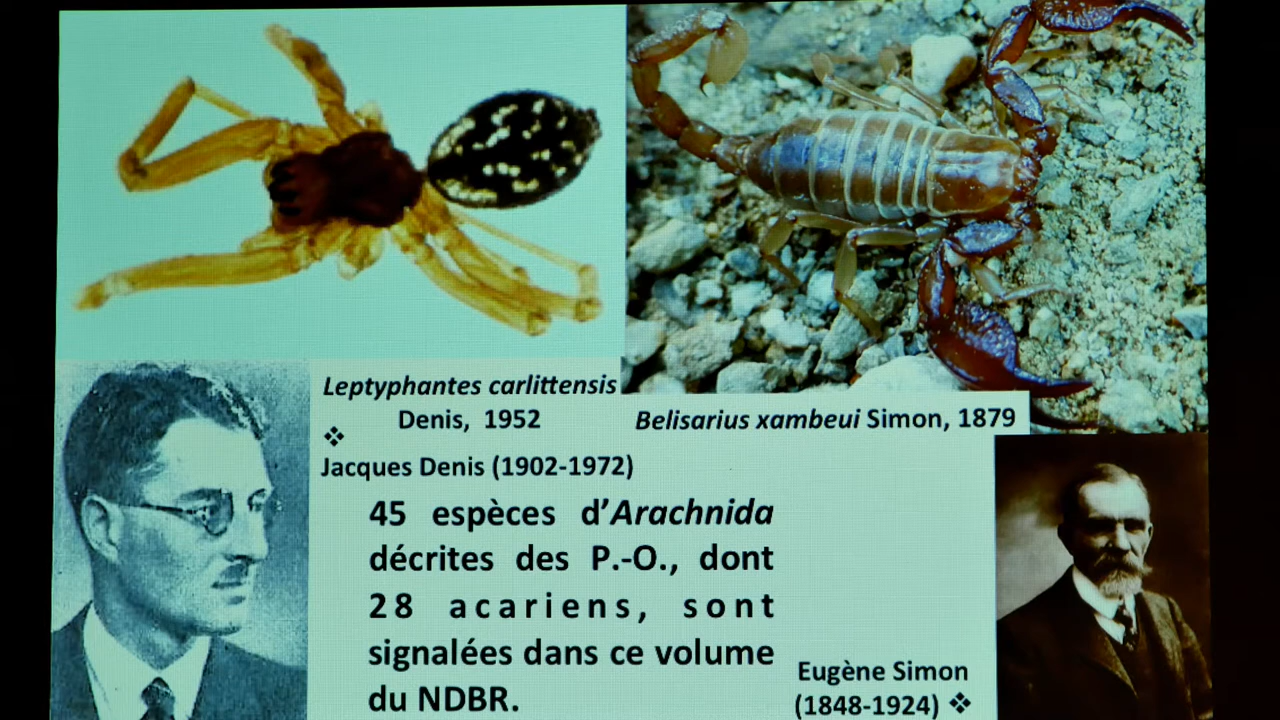 Leptyphantes carlittensis
Denis, 1952
Belisarius xambeui Simon, 1879
❖
Jacques Denis (1902-1972)
45 espèces d’Arachnida
décrites des P.-O., dont
28 acariens, sont
signalées dans ce volume
du NDBR.
Eugène Simon
(1848-1924) ❖